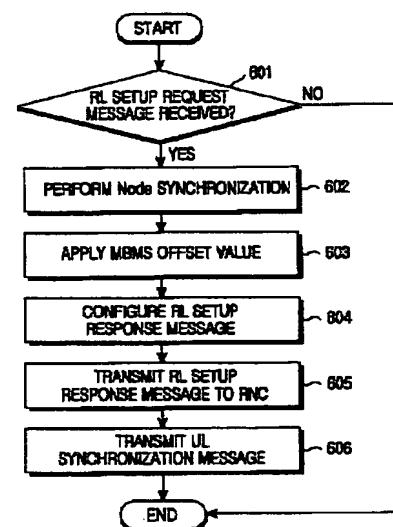 START
601
RL SETUP REQUEST
MESSAGE RECEIVED?
NO
YES
PERFORM Node SYNCHRONIZATION
602
APPLY MBMS OFFSET VALUE
603
CONFIGURE RL SETUP
RESPONSE MESSAGE
604
TRANSMIT RL SETUP
RESPONSE MESSAGE TO RNC
605
TRANSMIT UL
SYNCHRONIZATION MESSAGE
606
END